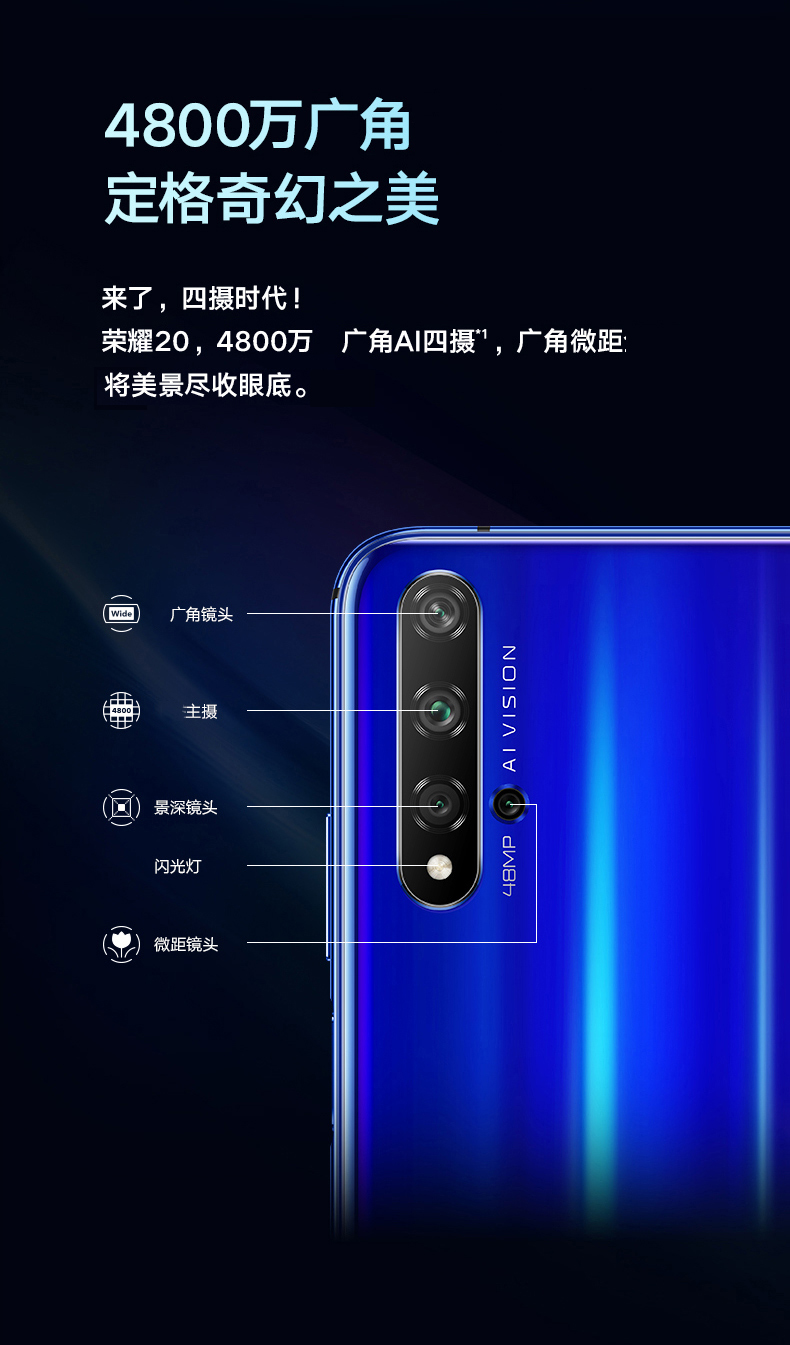 4800万广角
定格奇幻之美
来了，四摄时代！
荣耀20，4800万 广角AI四摄*1，广角微距
将美景尽收眼底。
Wide 广角镜头
4800 主摄
景深镜头
闪光灯
微距镜头
AI VISION
48MP